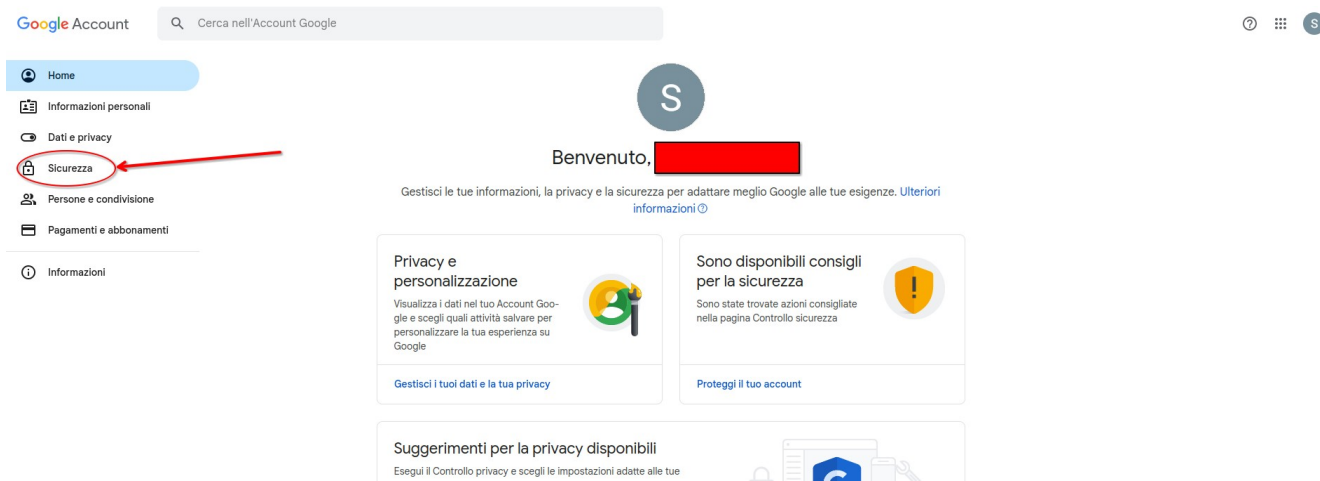 Google Account
Cerca nell'Account Google
S
Home
Informazioni personali
Dati e privacy
Sicurezza
Persone e condivisione
Pagamenti e abbonamenti
Informazioni
S
Benvenuto,
Gestisci le tue informazioni, la privacy e la sicurezza per adattare meglio Google alle tue esigenze. Ulteriori
informazioni
Privacy e
personalizzazione
Visualizza i dati nel tuo Account Goo-
gle e scegli quali attività salvare per
personalizzare la tua esperienza su
Google
Gestisci i tuoi dati e la tua privacy
Sono disponibili consigli
per la sicurezza
Sono state trovate azioni consigliate
nella pagina Controllo sicurezza
Proteggi il tuo account
Suggerimenti per la privacy disponibili
Esegui il Controllo privacy e scegli le impostazioni adatte alle tue